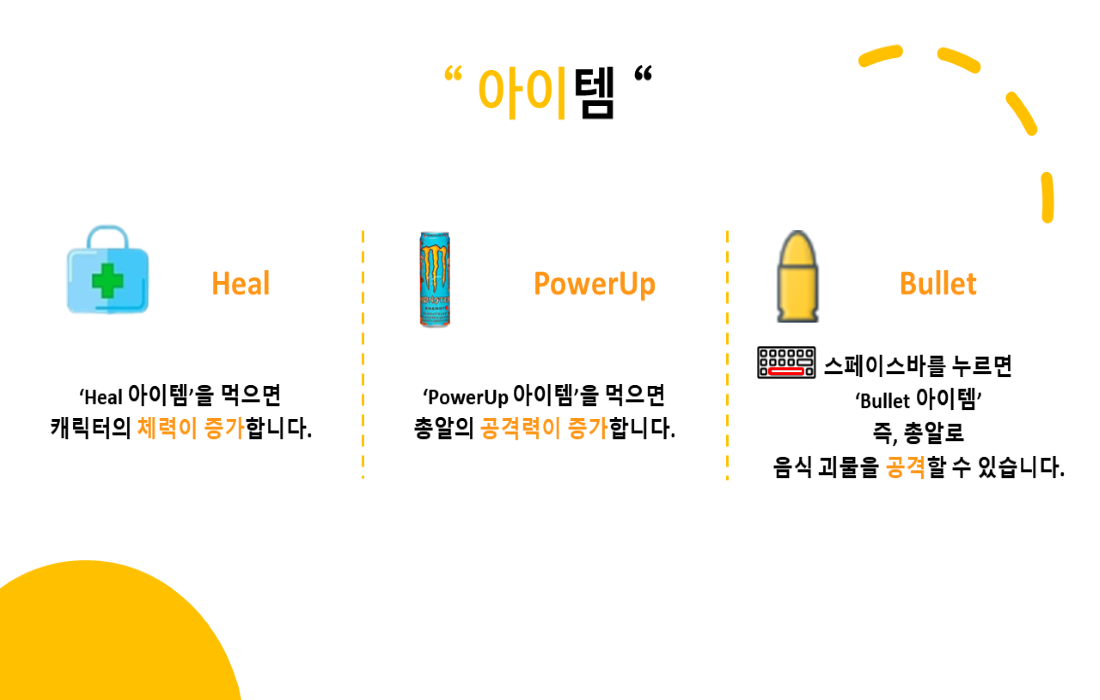 “ 아이템 “
Heal
‘Heal 아이템’을 먹으면
캐릭터의 체력이 증가합니다.
PowerUp
‘PowerUp 아이템’을 먹으면
총알의 공격력이 증가합니다.
Bullet
스페이스바를 누르면
‘Bullet 아이템’
즉, 총알로
음식 괴물을 공격할 수 있습니다.